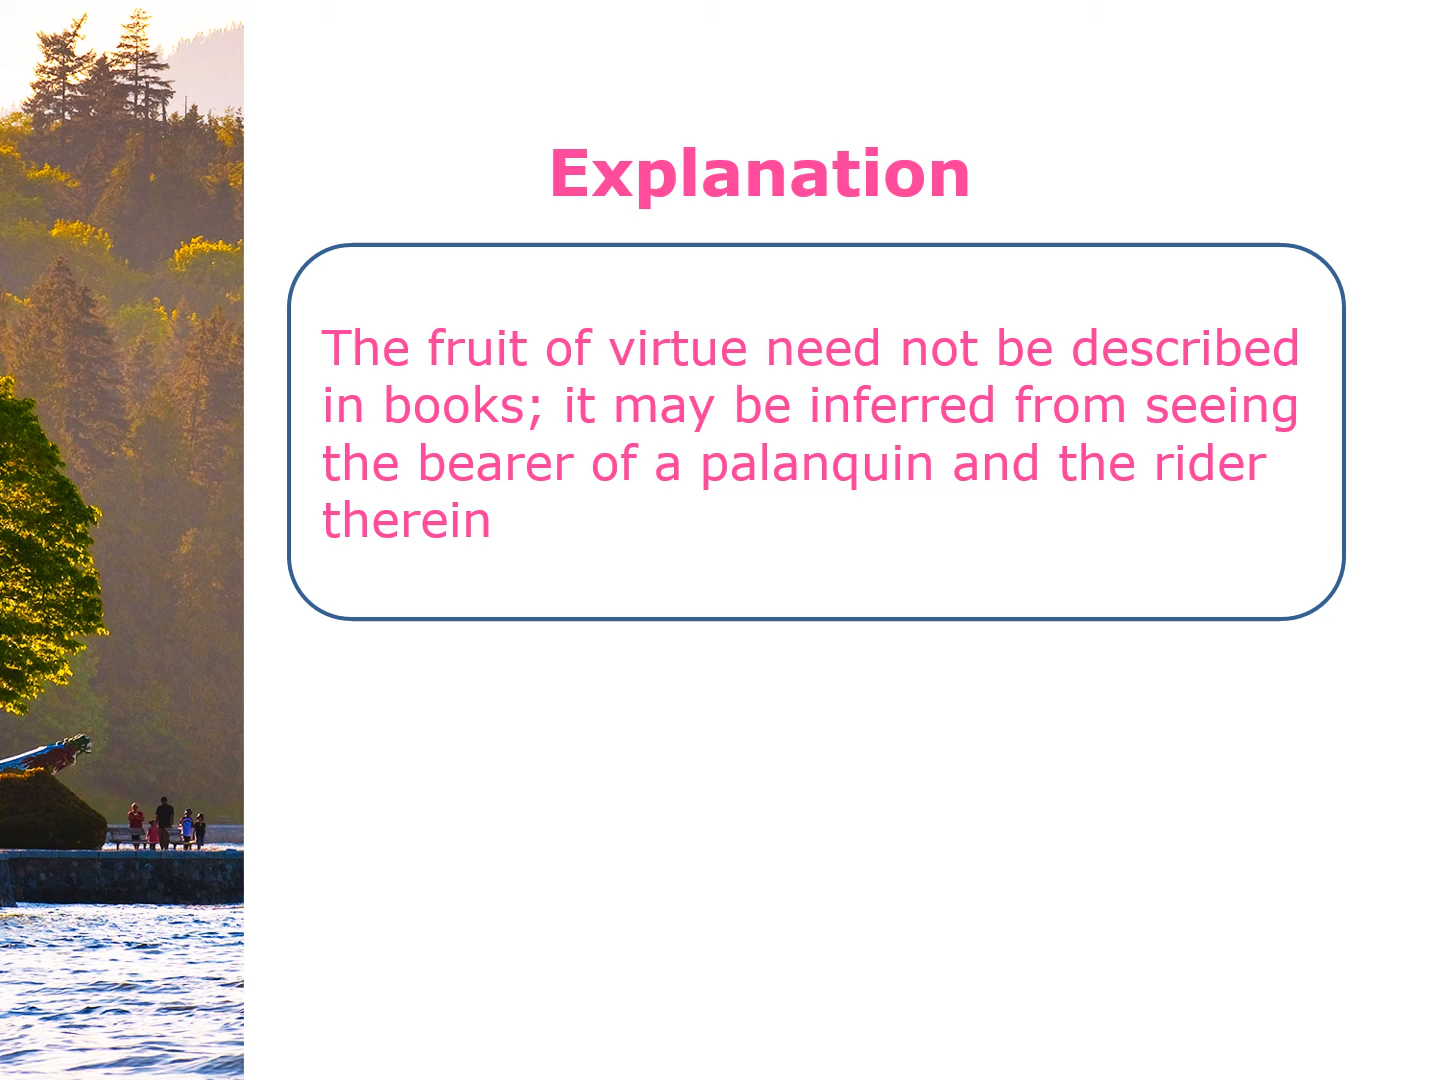 Explanation
The fruit of virtue need not be described
in books; it may be inferred from seeing
the bearer of a palanquin and the rider
therein